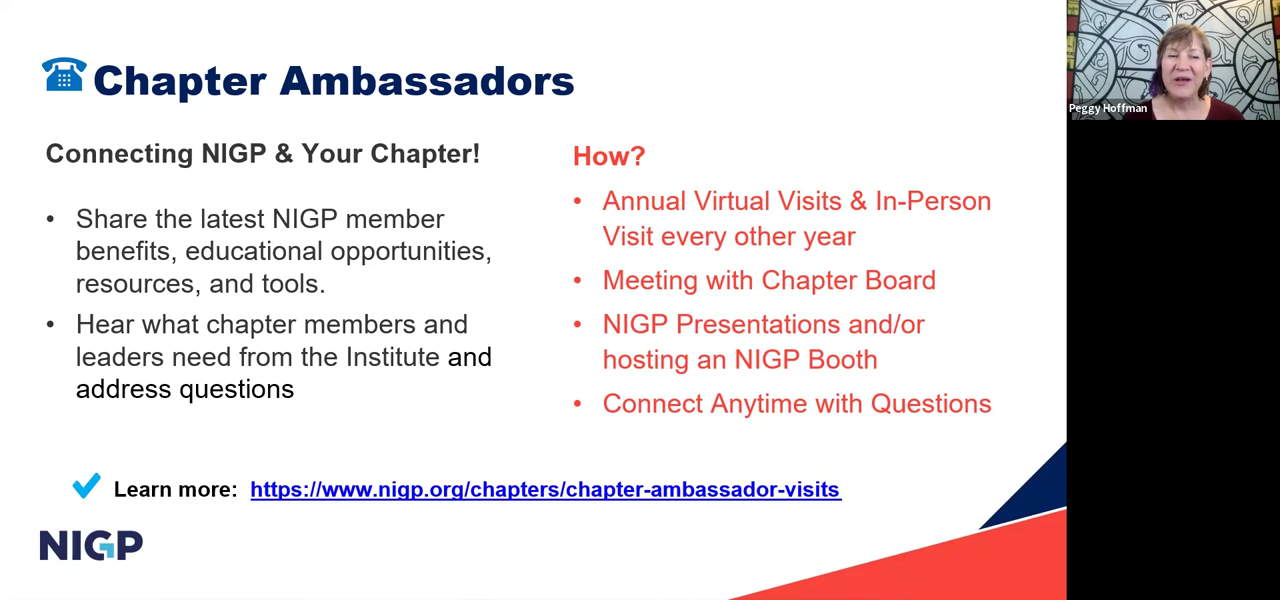 Chapter Ambassadors
Connecting NIGP & Your Chapter!
• Share the latest NIGP member
benefits, educational opportunities,
resources, and tools.
• Hear what chapter members and
leaders need from the Institute and
address questions
How?
• Annual Virtual Visits & In-Person
Visit every other year
• Meeting with Chapter Board
• NIGP Presentations and/or
hosting an NIGP Booth
• Connect Anytime with Questions
Learn more: https://www.nigp.org/chapters/chapter-ambassador-visits
NIGP
Peggy Hoffman